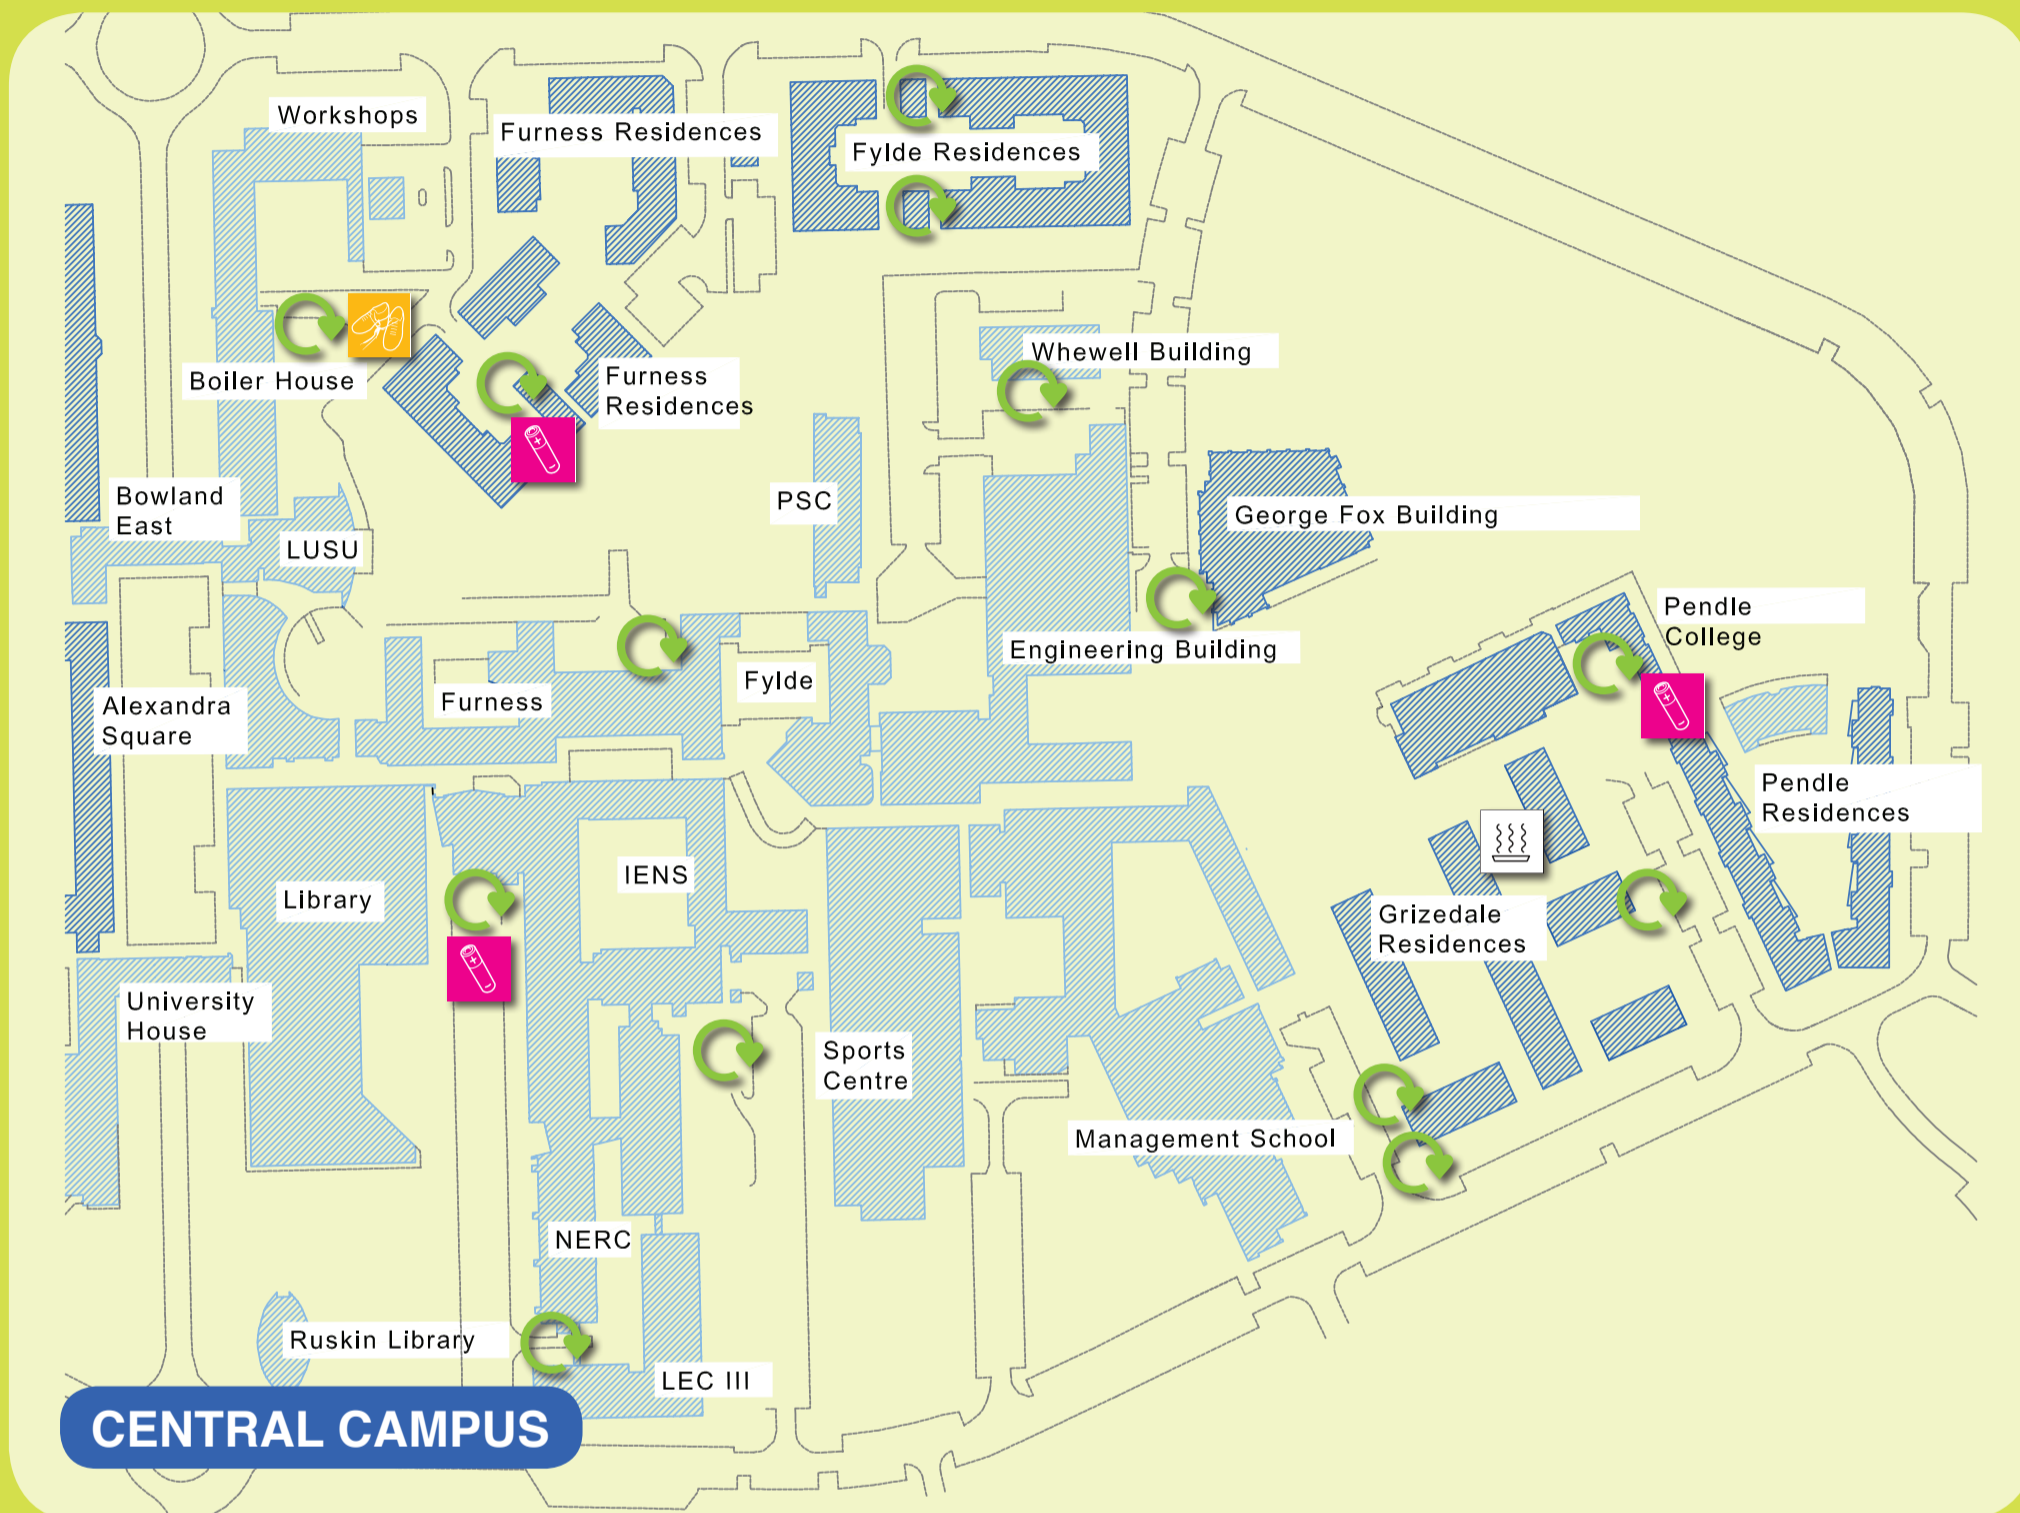 Workshops
Furness Residences
Fylde Residences
Whewell Building
Boiler House
Furness
Residences
Bowland
East
LUSU
PSC
George Fox Building
Engineering Building
Pendle
College
Alexandra
Square
Furness
Fylde
Pendle
Residences
Library
IENS
Grizedale
Residences
University
House
Sports
Centre
Management School
NERC
Ruskin Library
LEC III
CENTRAL CAMPUS